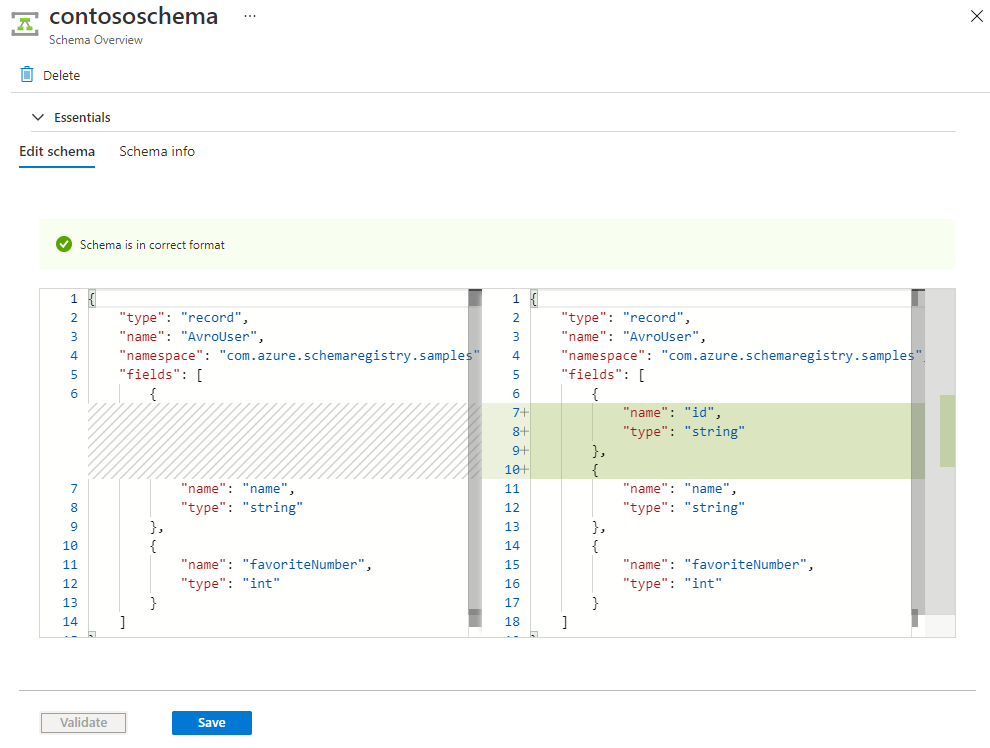 contososchema ...
Schema Overview
Delete
Essentials
Edit schema Schema info
Schema is in correct format
1 {
2 "type": "record",
3 "name": "AvroUser",
4 "namespace": "com.azure.schemaregistry.samples"
5 "fields": [
6 {
7 "name": "name",
8 "type": "string"
9 },
10 {
11 "name": "favoriteNumber",
12 "type": "int"
13 }
14 ]
1 {
2 "type": "record",
3 "name": "AvroUser",
4 "namespace": "com.azure.schemaregistry.samples",
5 "fields": [
6 {
7+ "name": "id",
8+ "type": "string"
9+ },
10+ {
11 "name": "name",
12 "type": "string"
13 },
14 {
15 "name": "favoriteNumber",
16 "type": "int"
17 }
18 ]
Validate Save